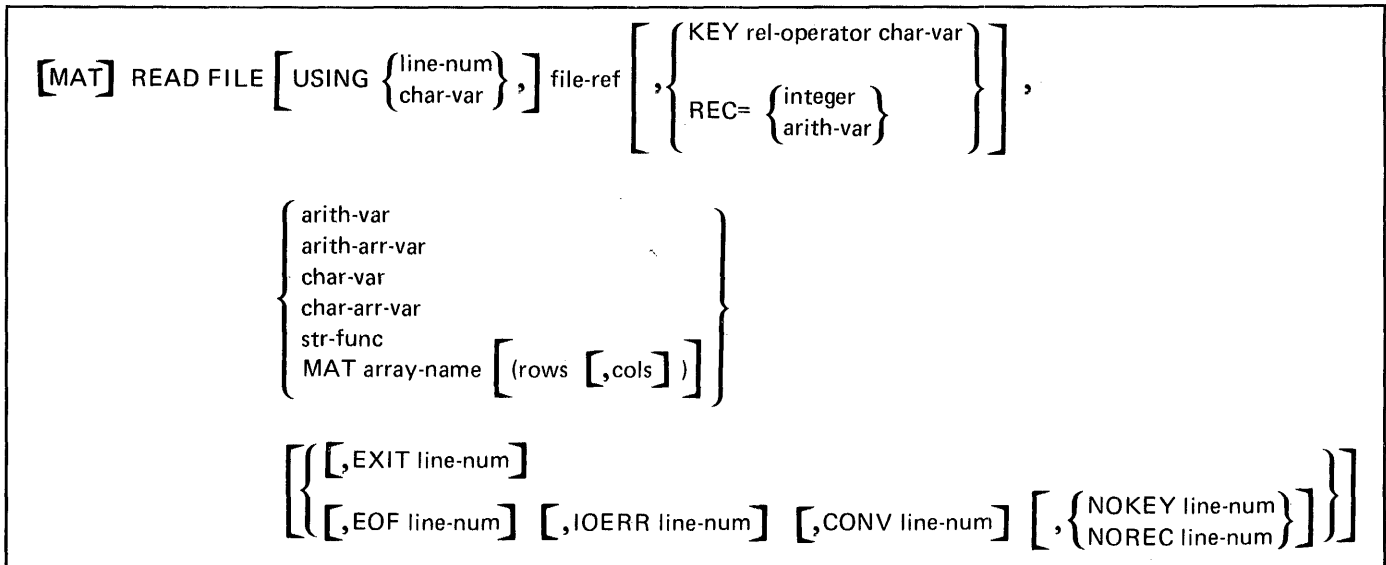 [MAT] READ FILE [USING {line-num
char-var} ,] file-ref [,{KEY rel-operator char-var
REC= {integer
arith-var}}] ,
{arith-var
arith-arr-var
char-var
char-arr-var
str-func
MAT array-name [(rows [,cols] )]}
[{[,EXIT line-num]
[,EOF line-num] [,IOERR line-num] [,CONV line-num] [,{NOKEY line-num
NOREC line-num}]}]